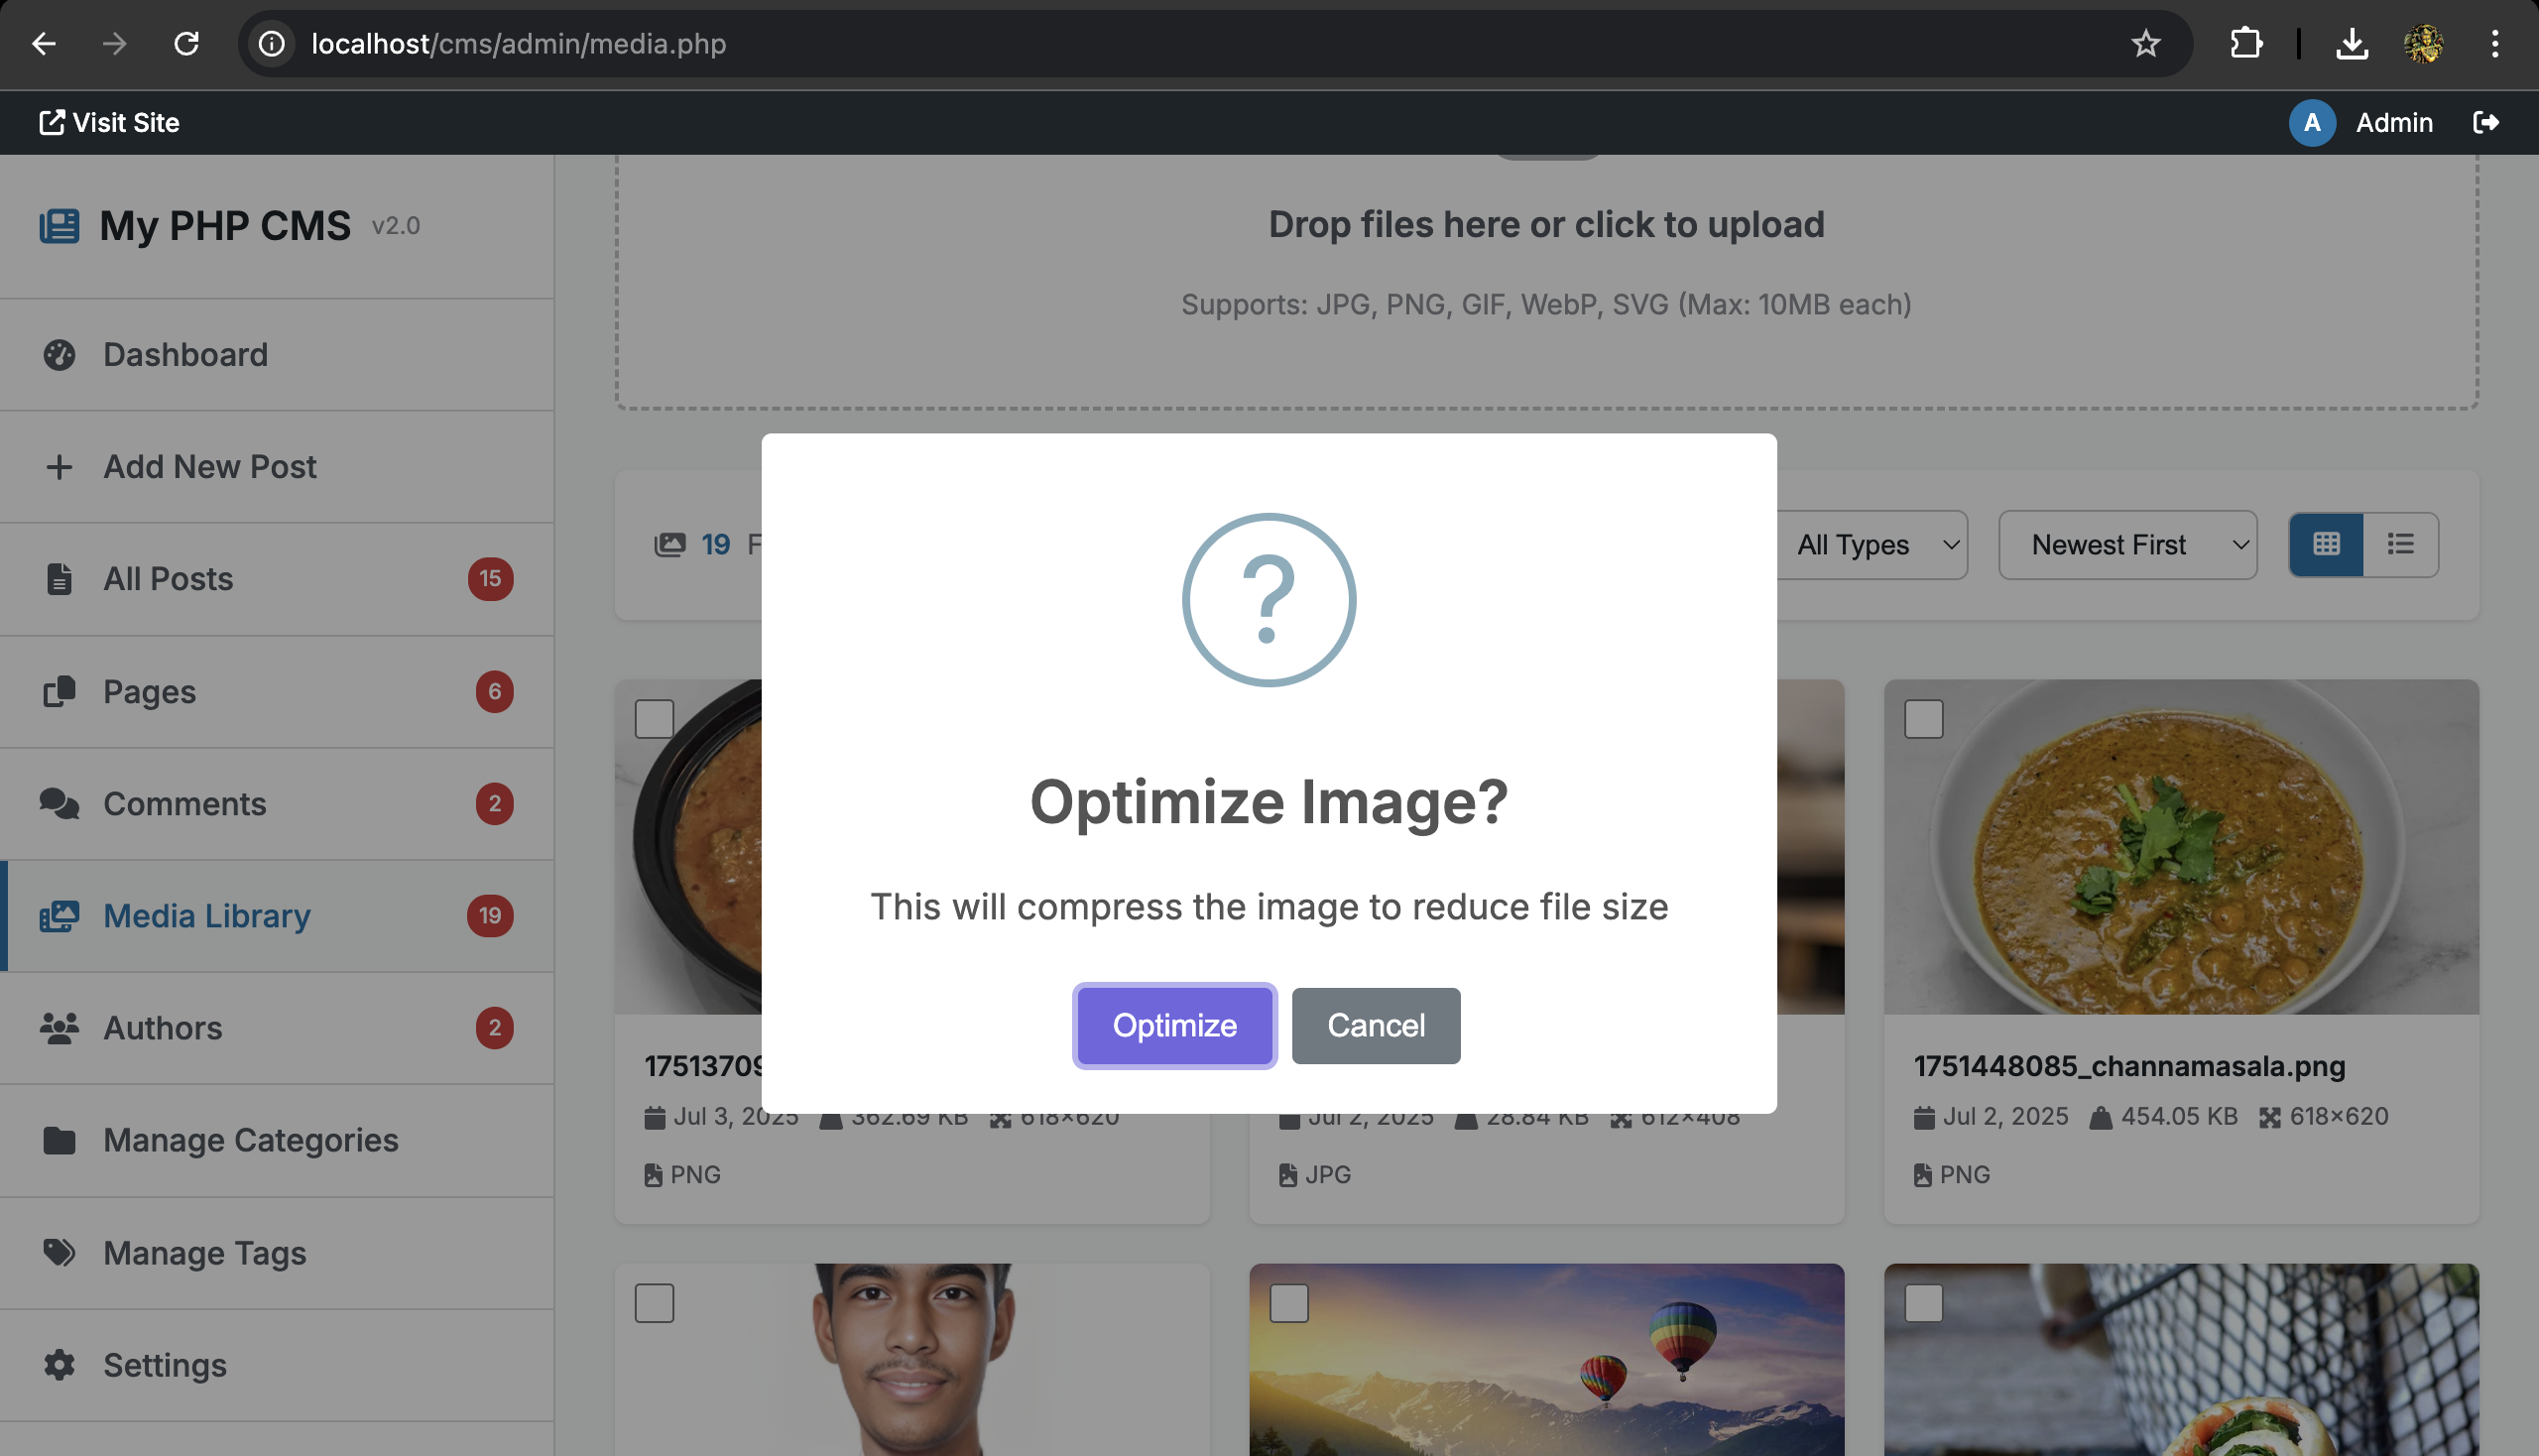 localhost/cms/admin/media.php
Visit Site
A Admin
My PHP CMS v2.0
Dashboard
Add New Post
All Posts 15
Pages 6
Comments 2
Media Library 19
Authors 2
Manage Categories
Manage Tags
Settings
Drop files here or click to upload
Supports: JPG, PNG, GIF, WebP, SVG (Max: 10MB each)
19 F
All Types
Newest First
?
Optimize Image?
This will compress the image to reduce file size
Optimize
Cancel
17513709
Jul 3, 2025 362.69 KB 618×620
PNG
Jul 2, 2025 28.84 KB 612×408
JPG
1751448085_channamasala.png
Jul 2, 2025 454.05 KB 618×620
PNG